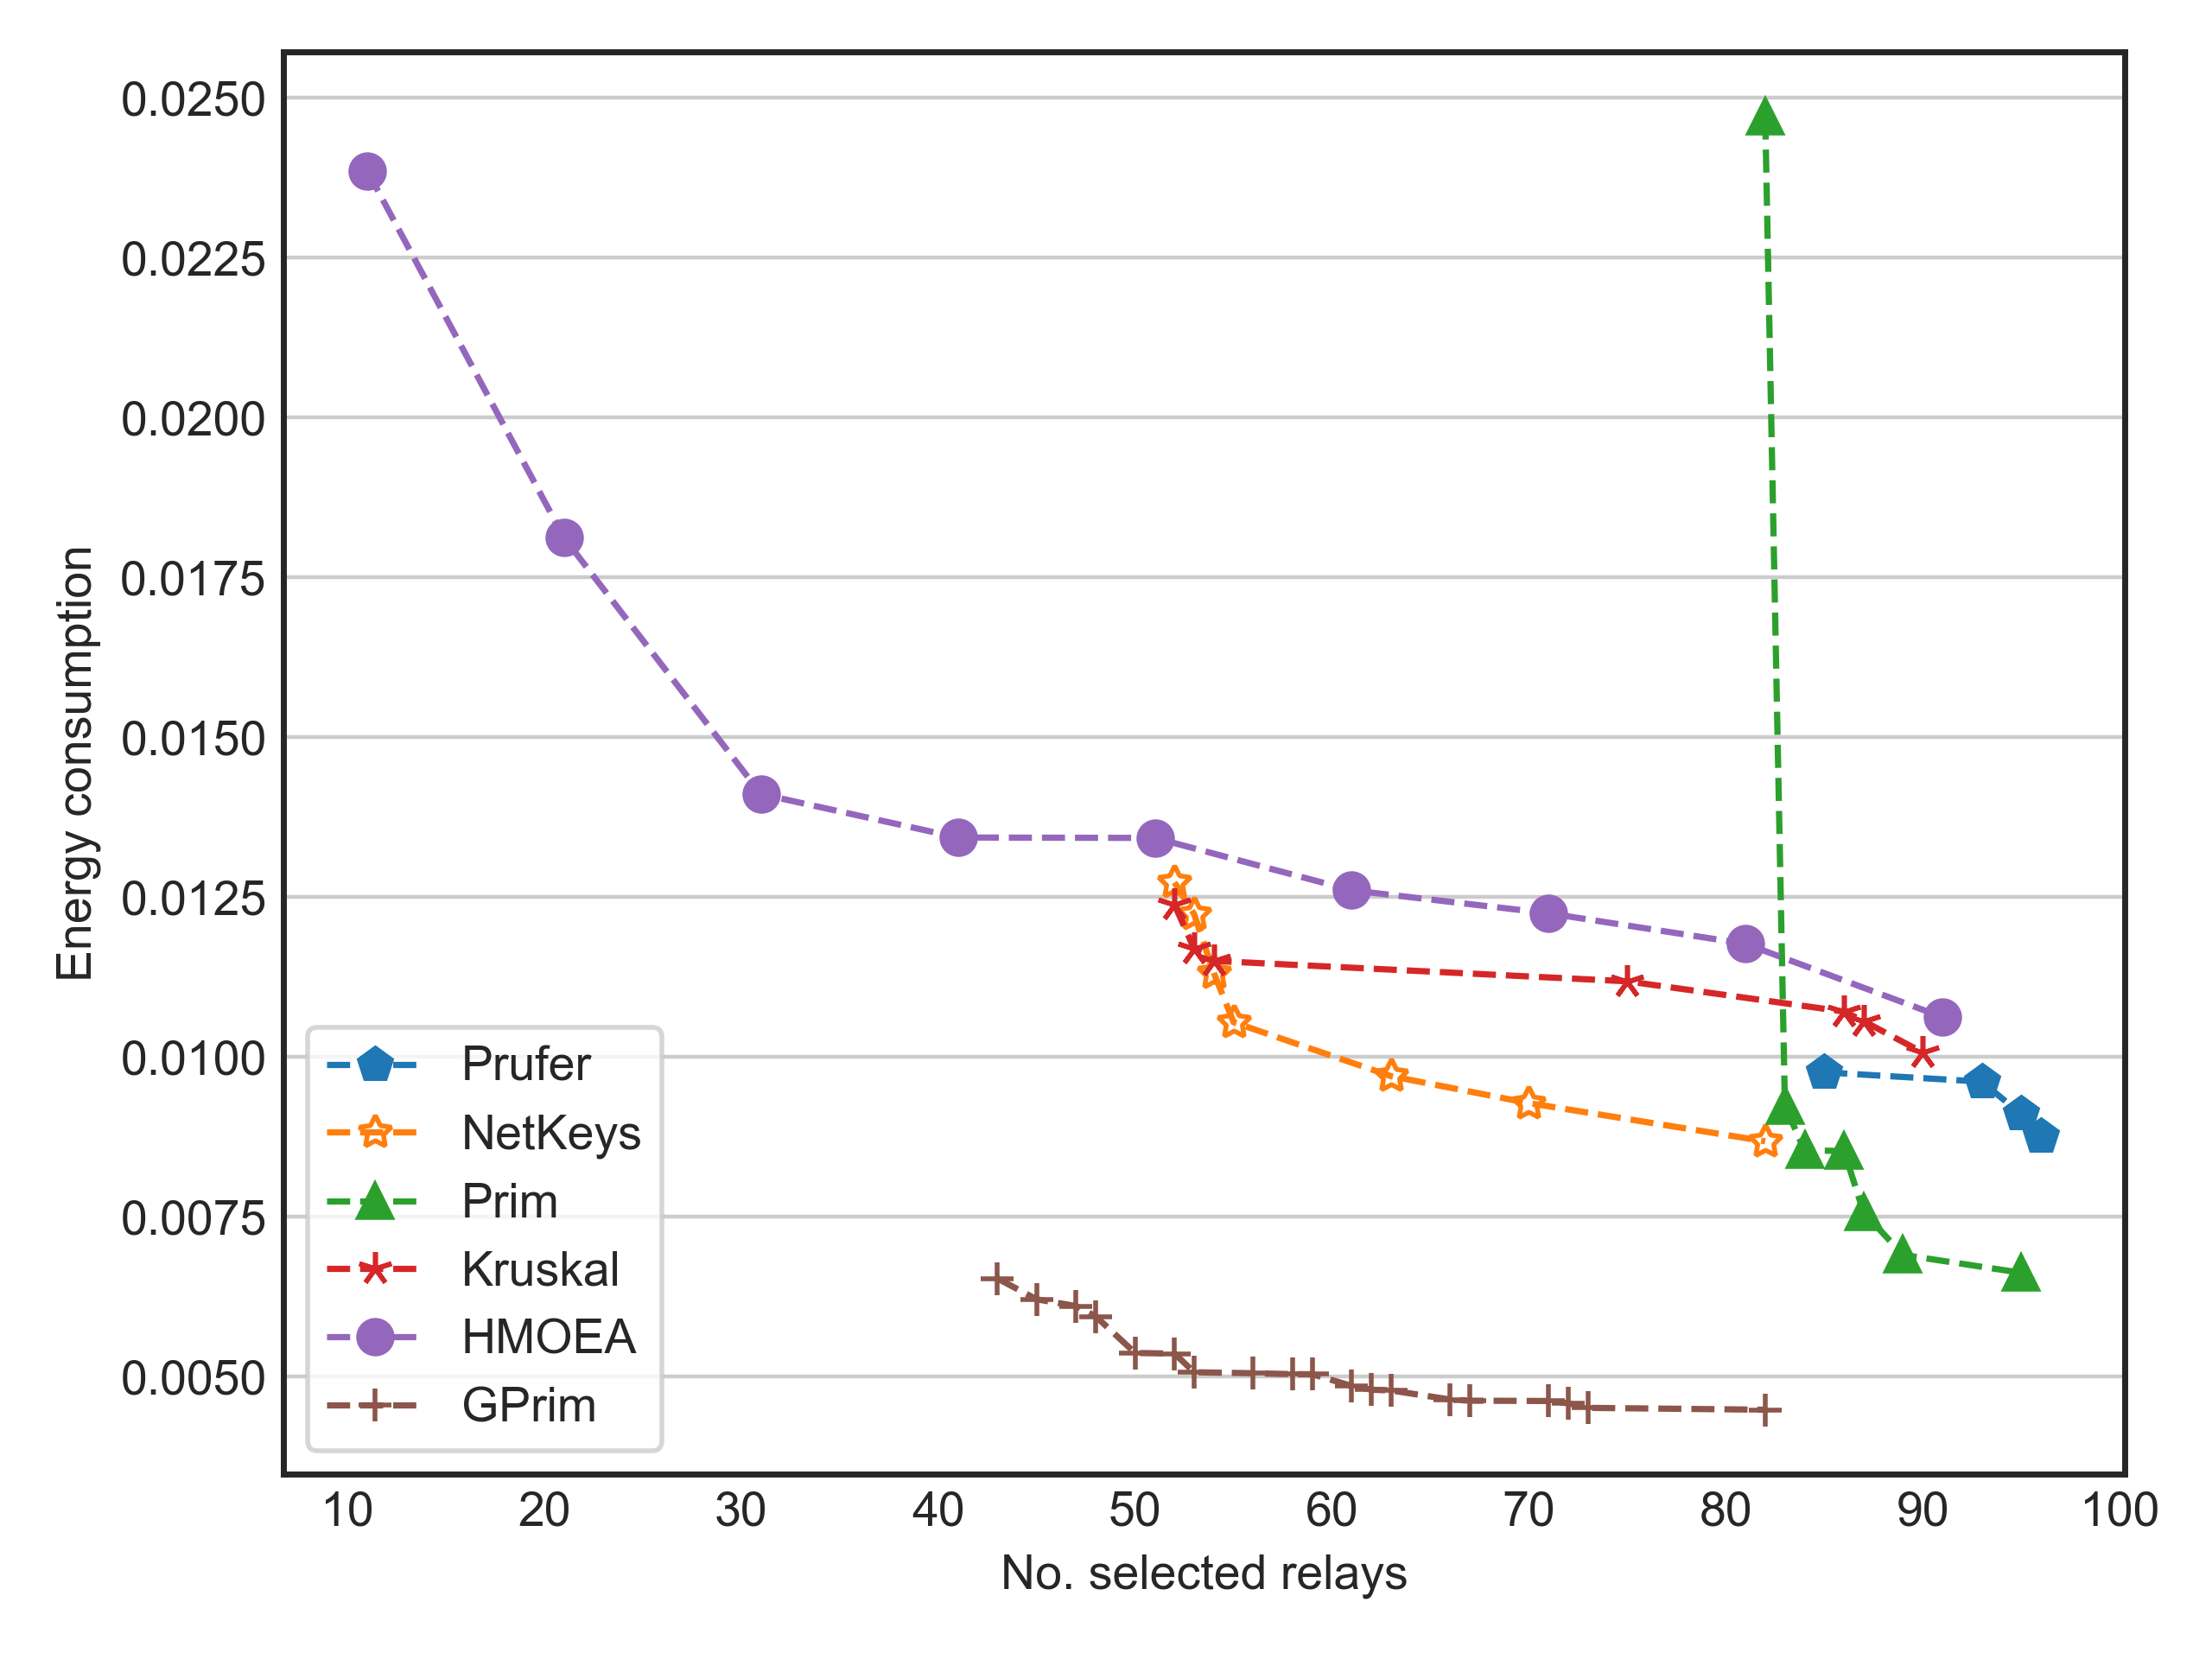 0.0250
0.0225
0.0200
0.0175
0.0150
0.0125
0.0100
0.0075
0.0050
Energy consumption
Prufer
NetKeys
Prim
Kruskal
HMOEA
GPrim
10 20 30 40 50 60 70 80 90 100
No. selected relays